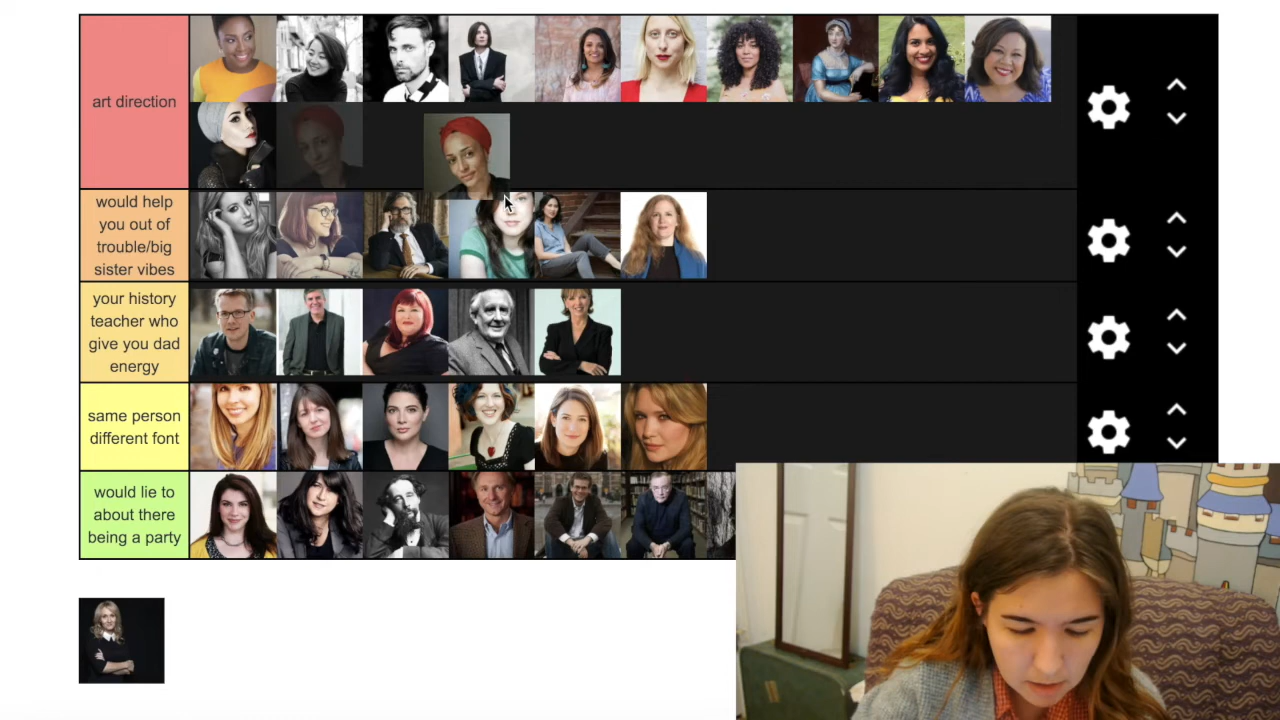 art direction
would help
you out of
trouble/big
sister vibes
your history
teacher who
give you dad
energy
same person
different font
would lie to
about there
being a party